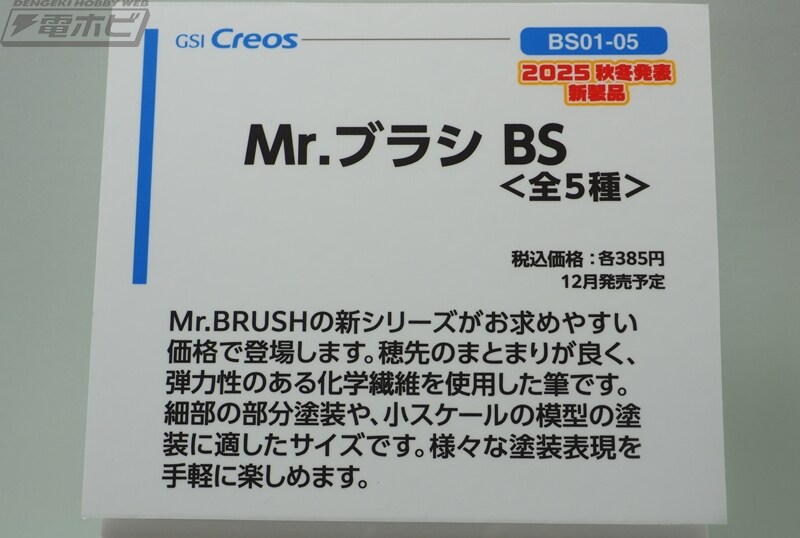 DENGEKI HOBBY WEB
電ホビ
GSI Creos
BS01-05
2025 秋冬発表
新製品
Mr.ブラシ BS
<全5種>
税込価格：各385円
12月発売予定
Mr.BRUSHの新シリーズがお求めやすい
価格で登場します。穂先のまとまりが良く、
弾力性のある化学繊維を使用した筆です。
細部の部分塗装や、小スケールの模型の塗
装に適したサイズです。様々な塗装表現を
手軽に楽しめます。